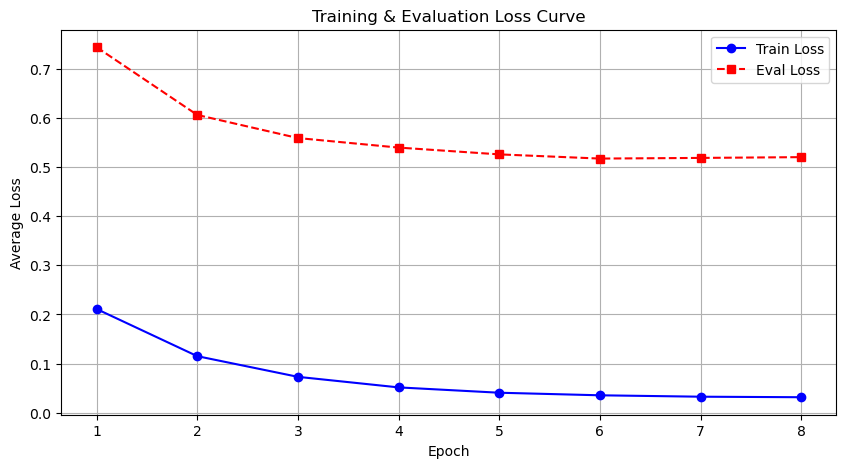 Training & Evaluation Loss Curve
Train Loss
Eval Loss
Average Loss
0.7
0.6
0.5
0.4
0.3
0.2
0.1
0.0
1 2 3 4 5 6 7 8
Epoch